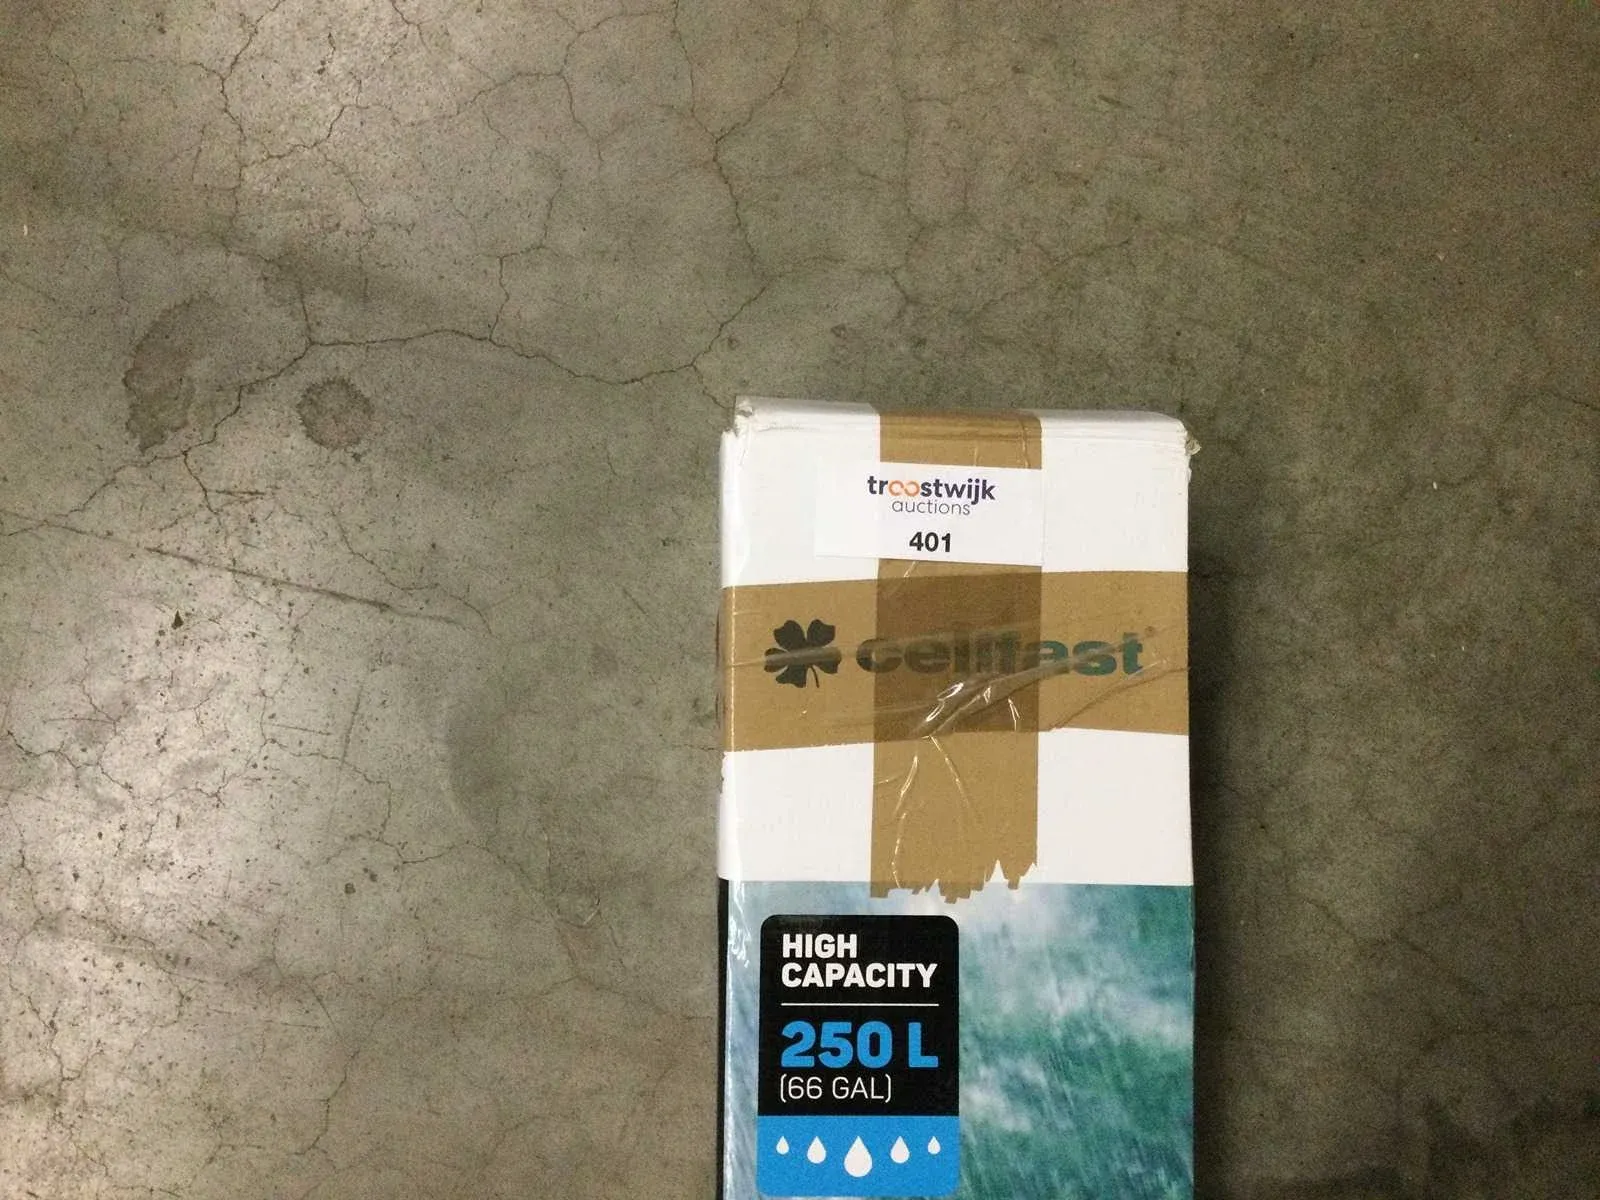 troostwijk
auctions
401
cellfast
HIGH
CAPACITY
250 L
(66 GAL)